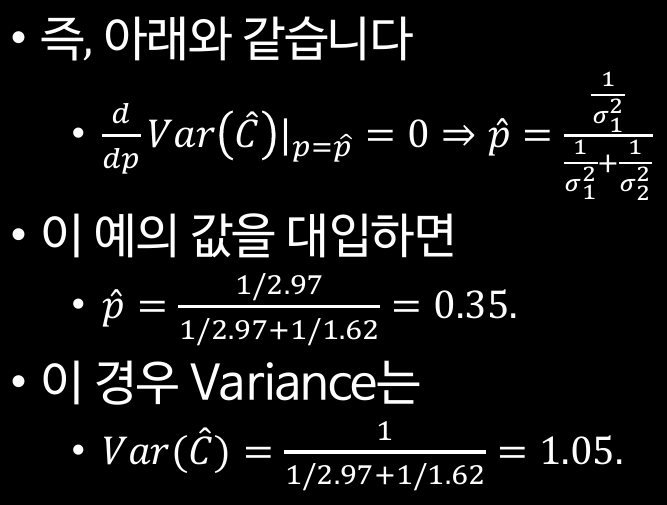 • 즉, 아래와 같습니다
• $\frac{d}{dp}Var(\hat{C})|_{p=\hat{p}} = 0 \Rightarrow \hat{p} = \frac{\frac{1}{\sigma_1^2}}{\frac{1}{\sigma_1^2}+\frac{1}{\sigma_2^2}}$
• 이 예의 값을 대입하면
• $\hat{p} = \frac{1/2.97}{1/2.97+1/1.62} = 0.35.$
• 이 경우 Variance는
• $Var(\hat{C}) = \frac{1}{1/2.97+1/1.62} = 1.05.$